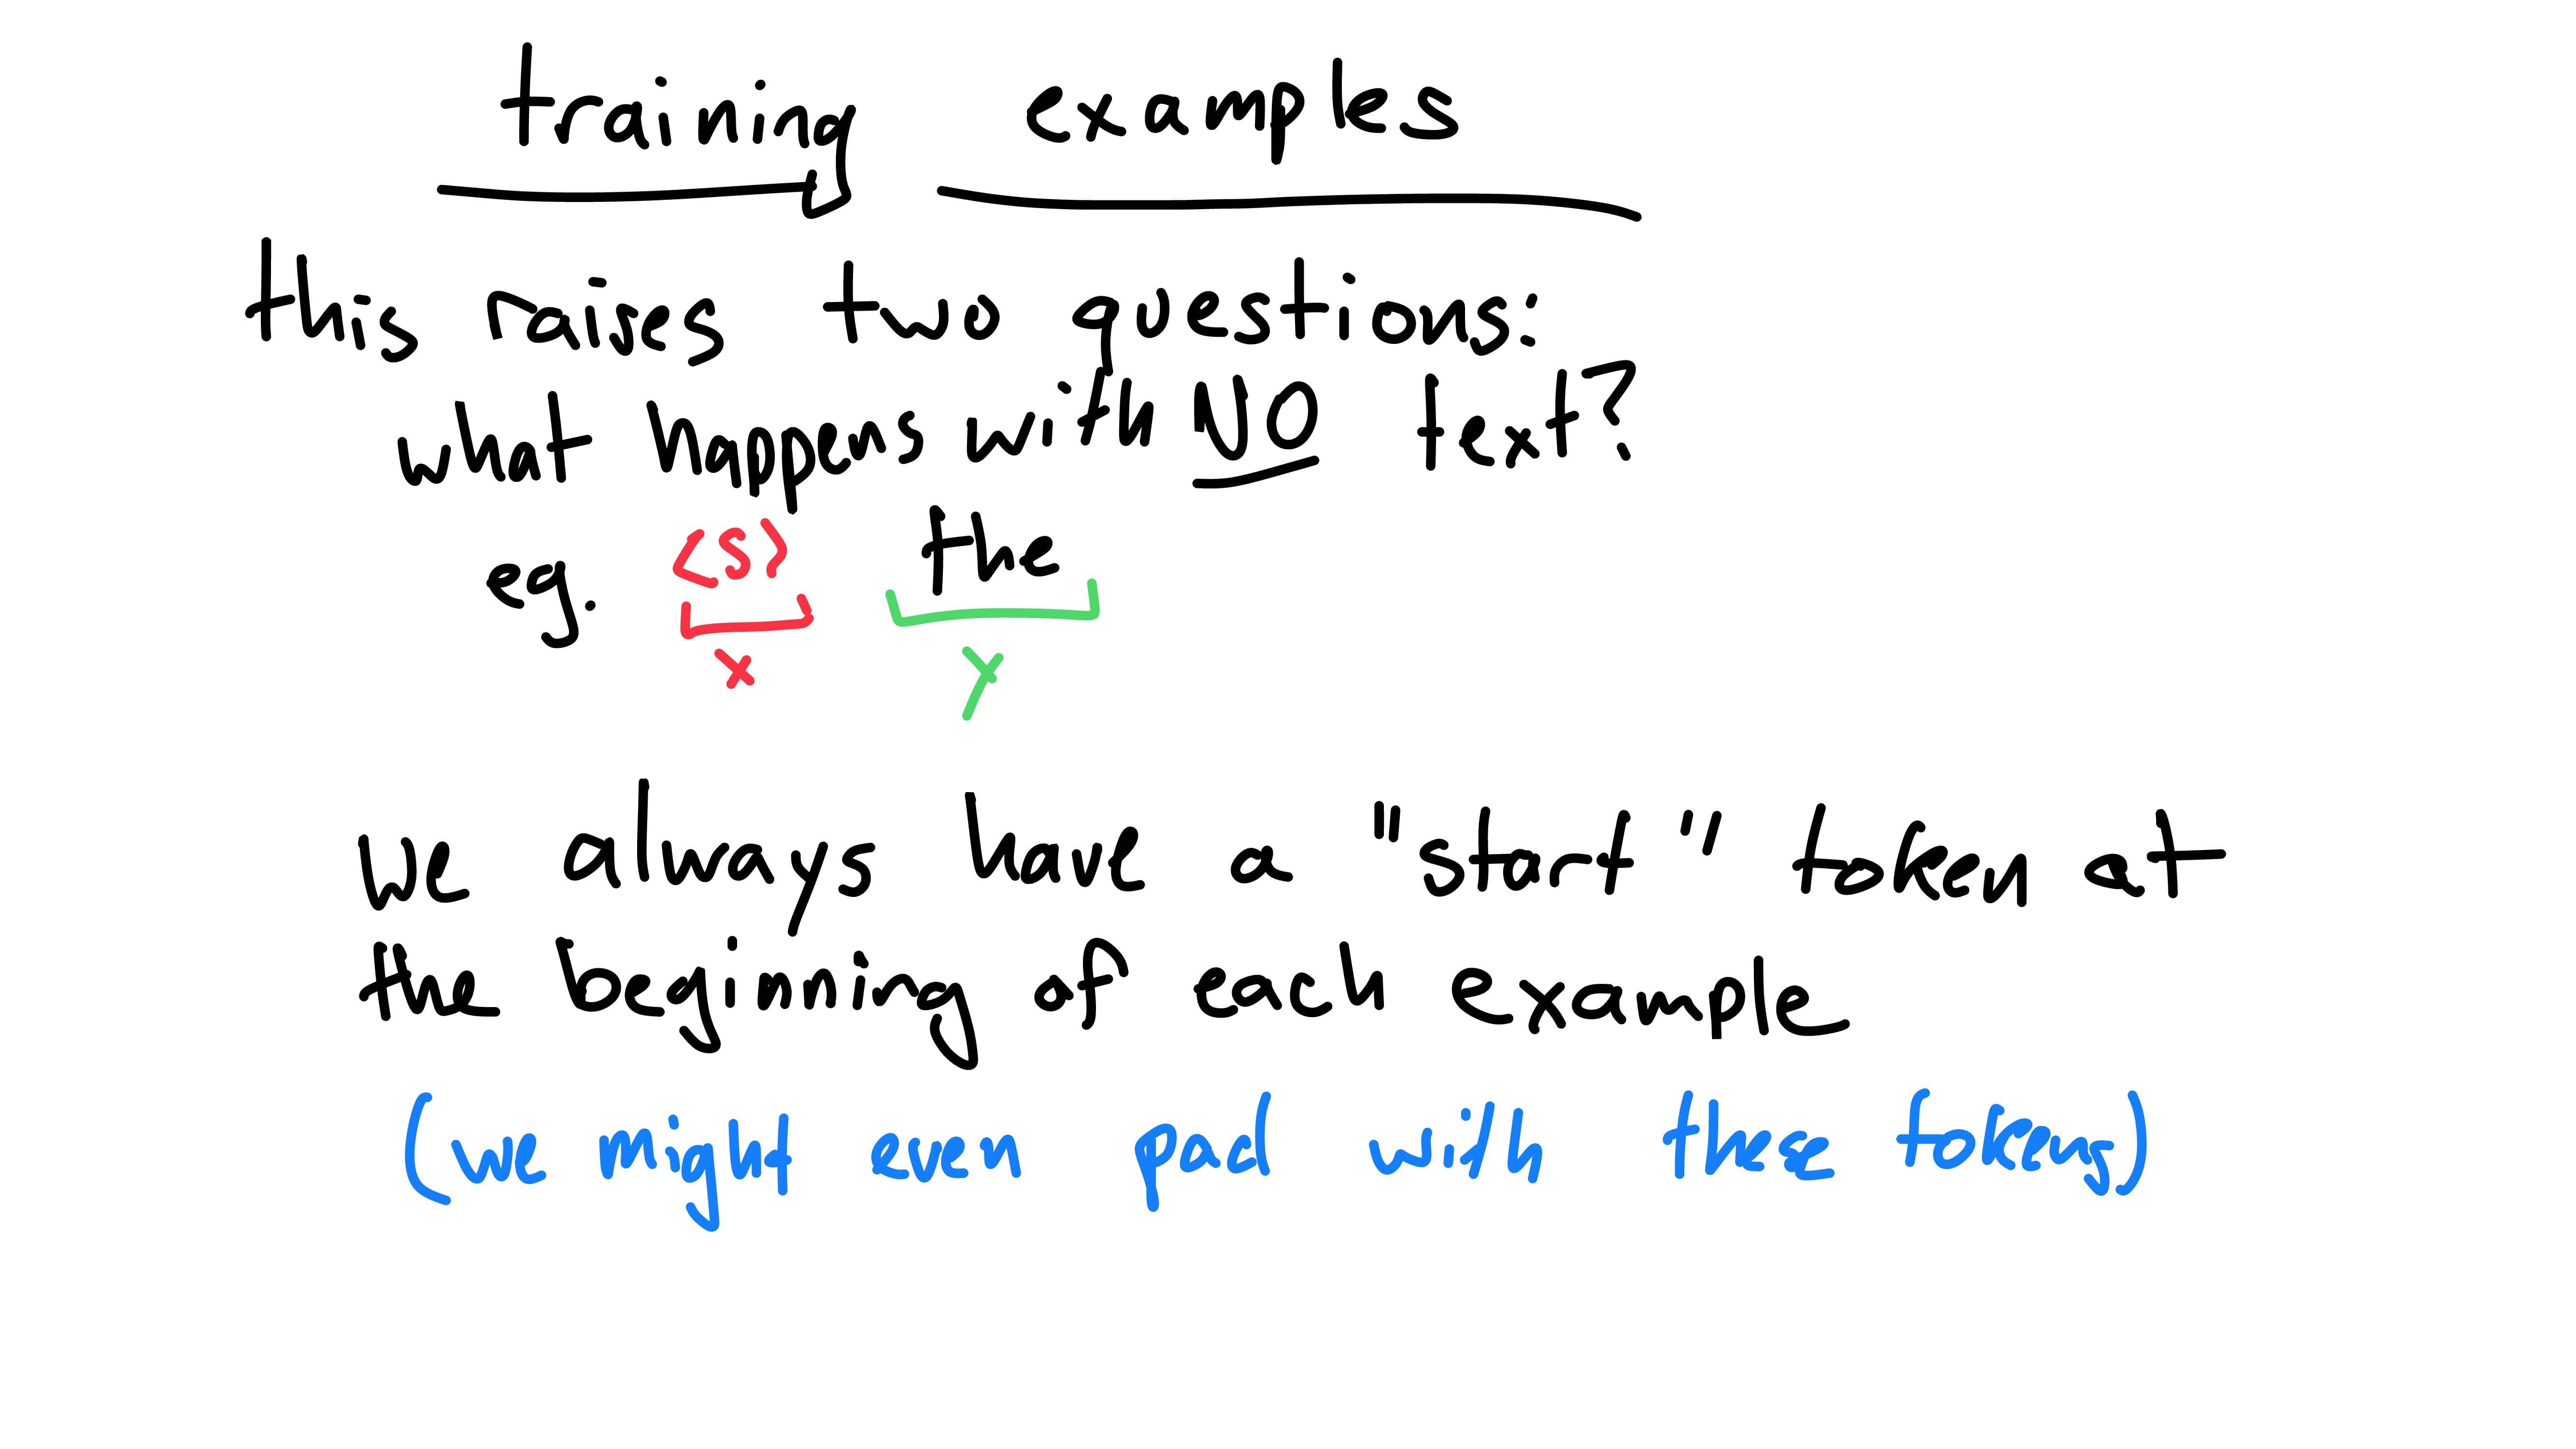 training examples
this raises two questions:
what happens with NO text?
eg. <s> the
x y
we always have a "start" token at
the beginning of each example
(we might even pad with these tokens)